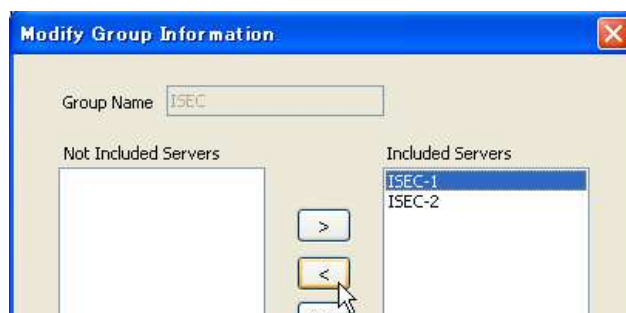 Modify Group Information
Group Name ISEC
Not Included Servers
Included Servers
ISEC-1
ISEC-2
>
<